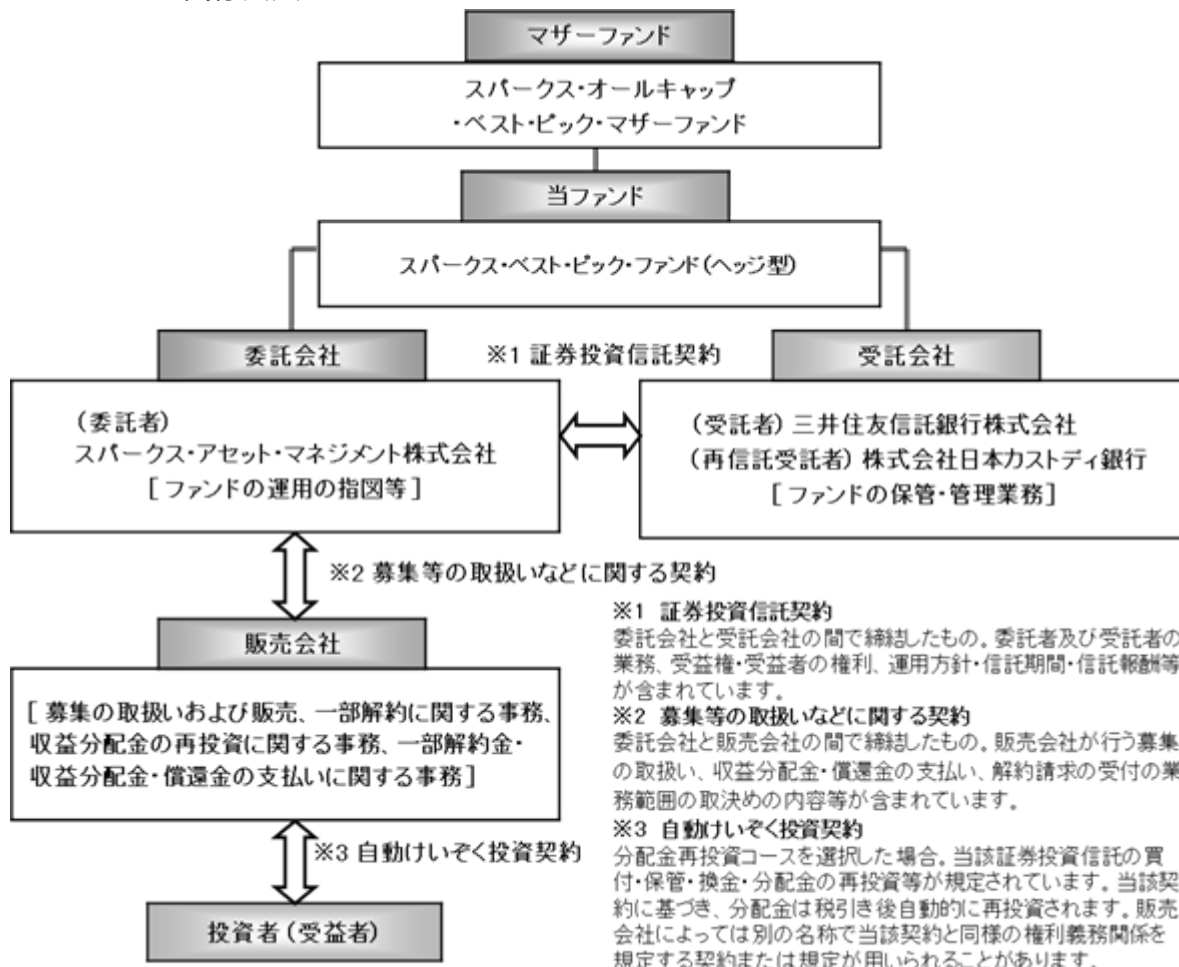 マザーファンド
スパークス・オールキャップ
・ベスト・ピック・マザーファンド
当ファンド
スパークス・ベスト・ピック・ファンド(ヘッジ型)
委託会社
※1 証券投資信託契約
受託会社
(委託者)
スパークス・アセット・マネジメント株式会社
[ファンドの運用の指図等]
(受託者) 三井住友信託銀行株式会社
(再信託受託者) 株式会社日本カストディ銀行
[ファンドの保管・管理業務]
※2 募集等の取扱いなどに関する契約
販売会社
[ 募集の取扱いおよび販売、一部解約に関する事務、
収益分配金の再投資に関する事務、一部解約金・
収益分配金・償還金の支払いに関する事務]
※3 自動けいぞく投資契約
投資者 (受益者)
※1 証券投資信託契約
委託会社と受託会社の間で締結したもの。委託者及び受託者の
業務、受益権・受益者の権利、運用方針・信託期間・信託報酬等
が含まれています。
※2 募集等の取扱いなどに関する契約
委託会社と販売会社の間で締結したもの。販売会社が行う募集
の取扱い、収益分配金・償還金の支払い、解約請求の受付の業
務範囲の取決めの内容等が含まれています。
※3 自動けいぞく投資契約
分配金再投資コースを選択した場合。当該証券投資信託の買
付・保管・換金・分配金の再投資等が規定されています。当該契
約に基づき、分配金は税引き後自動的に再投資されます。販売
会社によっては別の名称で当該契約と同様の権利義務関係を
規定する契約または規定が用いられることがあります。